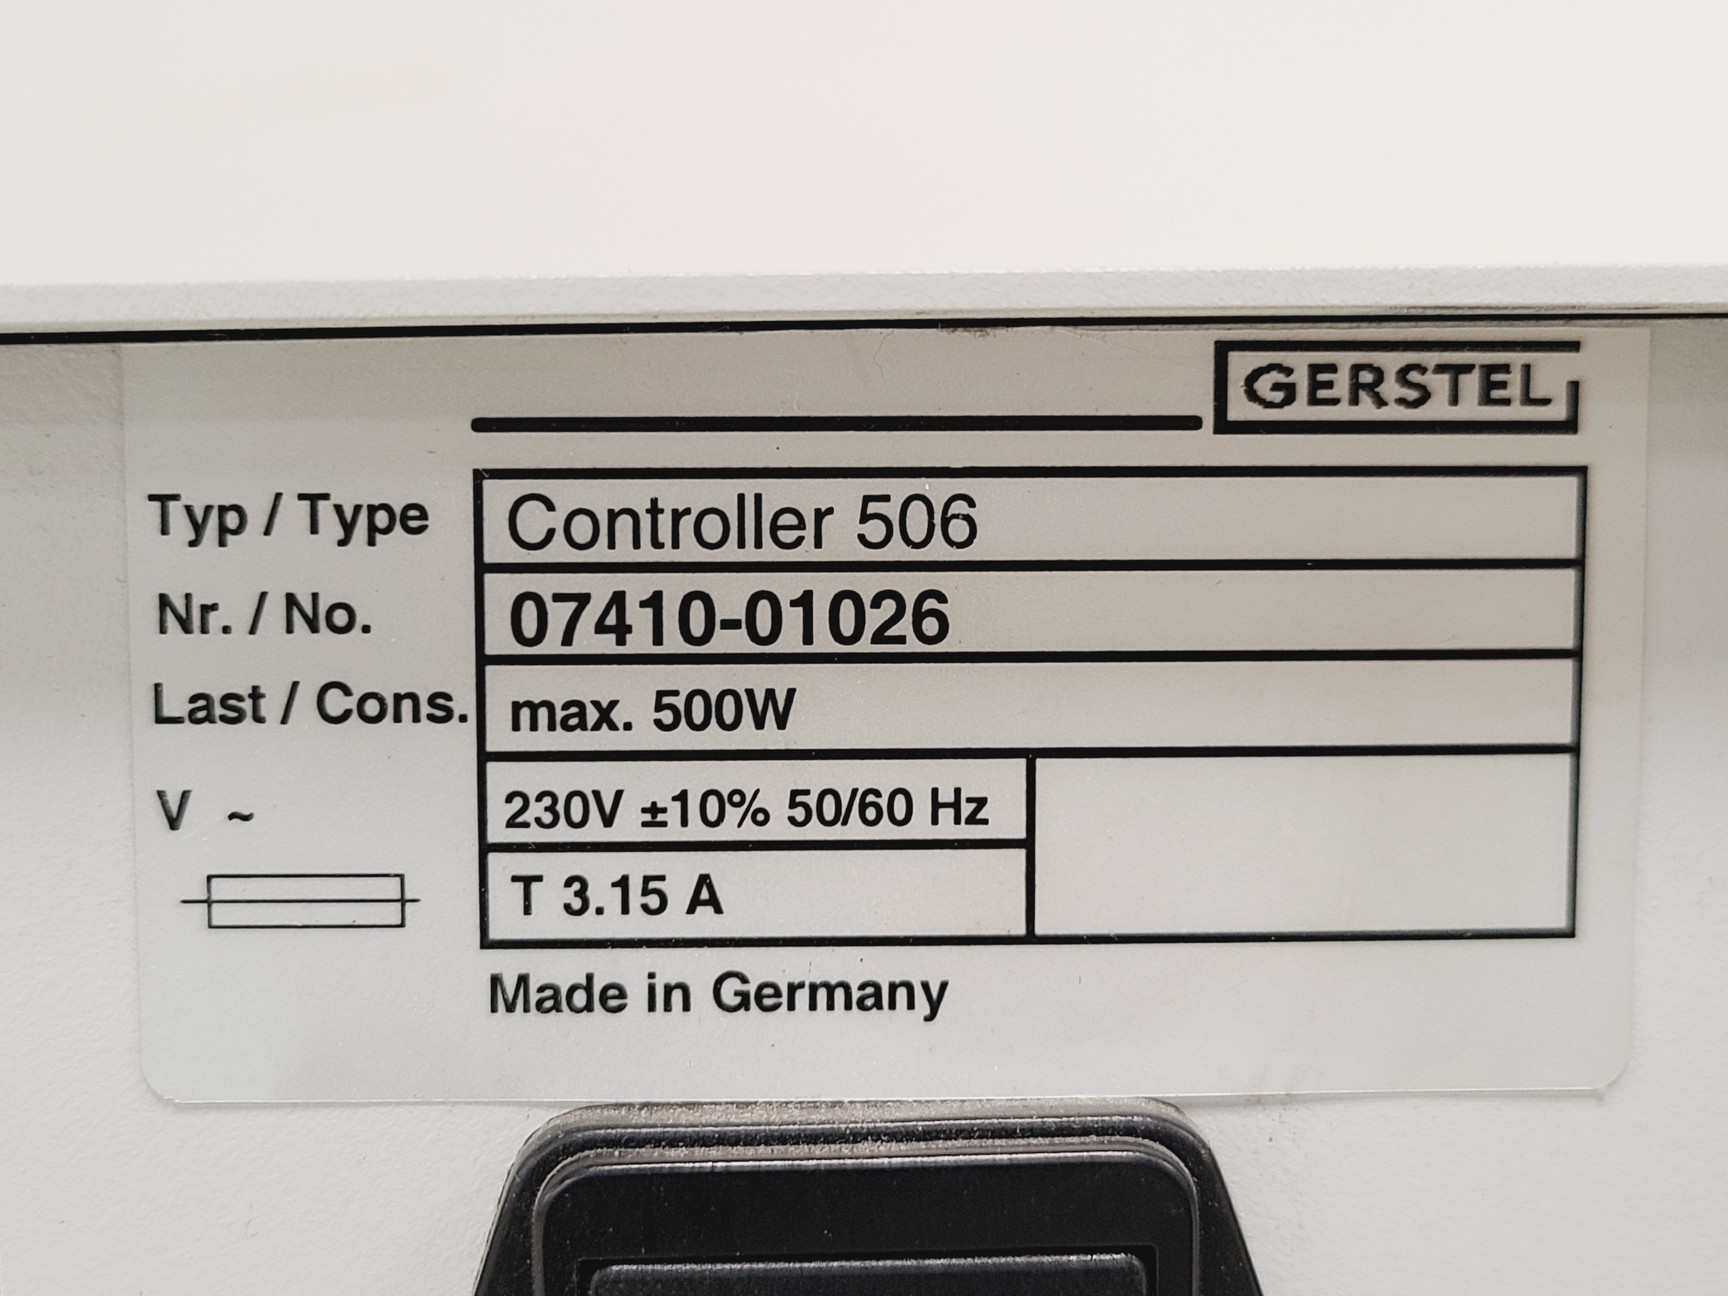 GERSTEL
Typ / Type Controller 506
Nr. / No. 07410-01026
Last / Cons. max. 500W
V ~ 230V ±10% 50/60 Hz
T 3.15 A
Made in Germany